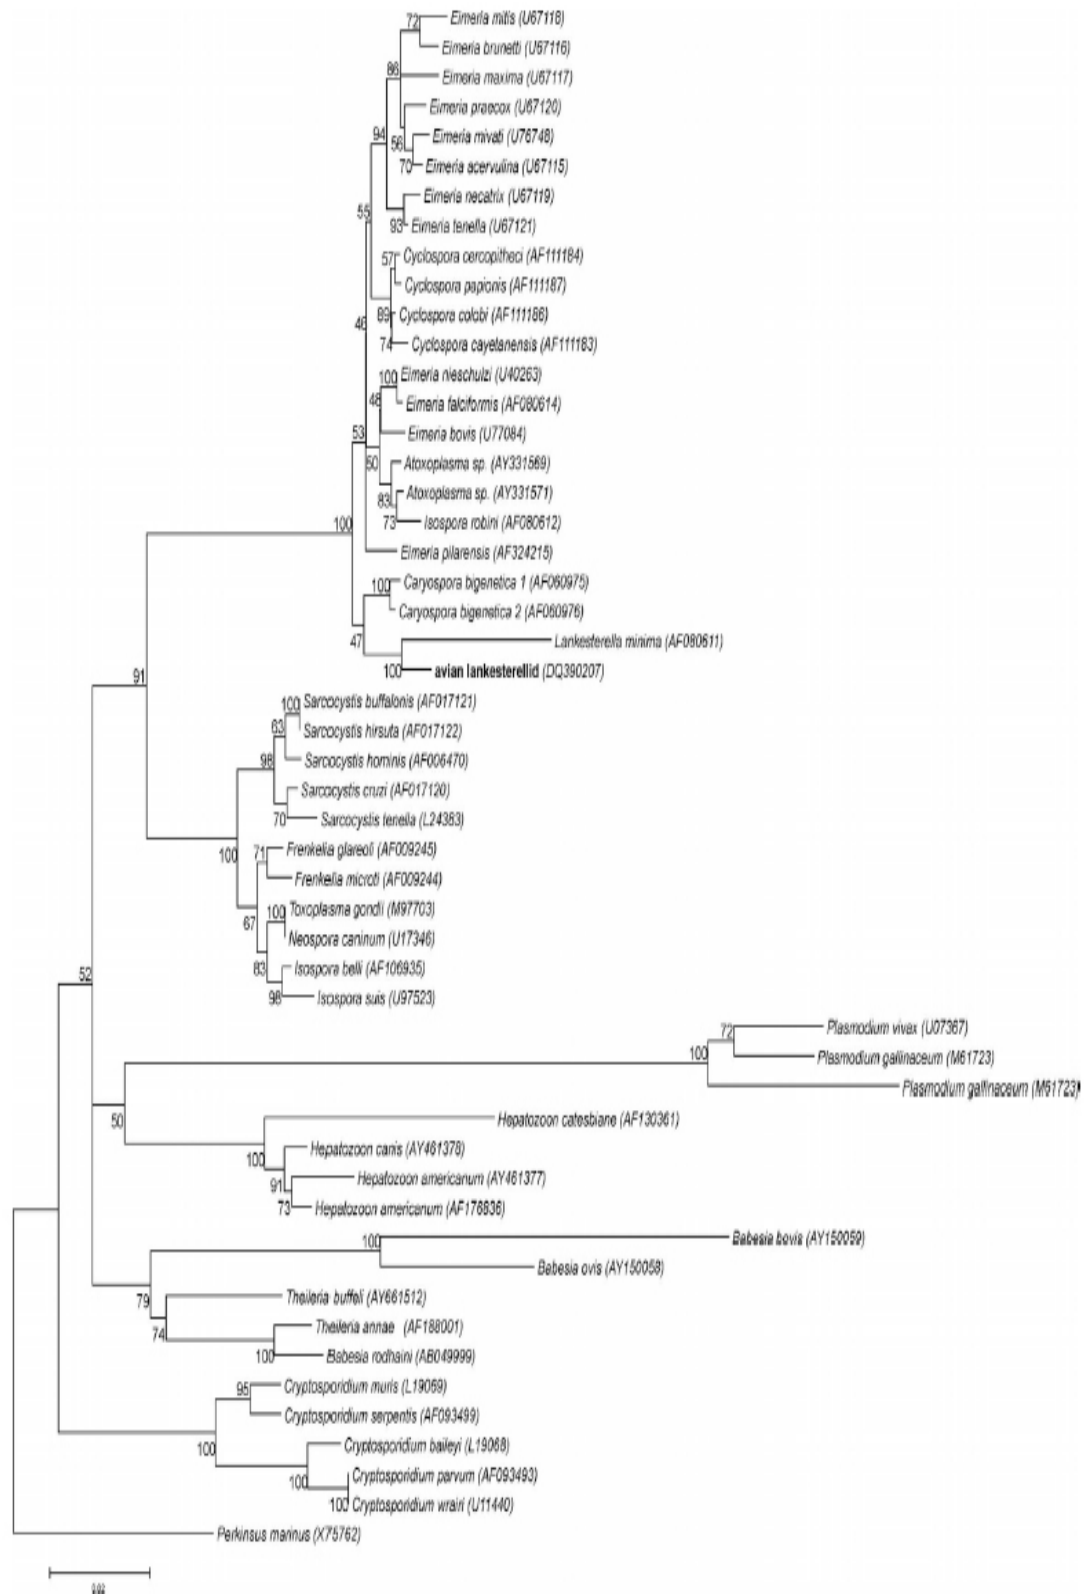 72
Eimeria mitis (U67118)
Eimeria brunetti (U67116)
86
Eimeria maxima (U67117)
Eimeria praecox (U67120)
94
56
Eimeria mivati (U76748)
70
Eimeria acervulina (U67115)
Eimeria necatrix (U67119)
55
93
Eimeria tenella (U67121)
57
Cyclospora cercopitheci (AF111184)
Cyclospora papionis (AF111187)
46
89
Cyclospora colobi (AF111186)
74
Cyclospora cayetanensis (AF111183)
100
Eimeria nieschulzi (U40263)
48
Eimeria falciformis (AF080614)
53
Eimeria bovis (U77084)
50
Atoxoplasma sp. (AY331569)
83
Atoxoplasma sp. (AY331571)
100
73
Isospora robini (AF080612)
Eimeria pilarensis (AF324215)
100
Caryospora bigenetica 1 (AF060975)
Caryospora bigenetica 2 (AF060976)
47
Lankesterella minima (AF080611)
91
100
avian lankesterellid (DQ390207)
100
Sarcocystis buffalonis (AF017121)
63
Sarcocystis hirsuta (AF017122)
98
Sarcocystis hominis (AF006470)
Sarcocystis cruzi (AF017120)
70
Sarcocystis tenella (L24383)
100
71
Frenkelia glareoli (AF009245)
Frenkelia microti (AF009244)
67
100
Toxoplasma gondii (M97703)
Neospora caninum (U17346)
52
83
Isospora belli (AF106935)
98
Isospora suis (U97523)
72
Plasmodium vivax (U07367)
100
Plasmodium gallinaceum (M61723)
Plasmodium gallinaceum (M61723)
50
Hepatozoon catesbiane (AF130361)
100
Hepatozoon canis (AY461378)
91
Hepatozoon americanum (AY461377)
73
Hepatozoon americanum (AF176836)
100
Babesia bovis (AY150059)
Babesia ovis (AY150058)
79
Theileria buffeli (AY661512)
74
Theileria annae (AF188001)
100
Babesia rodhaini (AB049999)
95
Cryptosporidium muris (L19069)
Cryptosporidium serpentis (AF093499)
100
Cryptosporidium baileyi (L19068)
100
Cryptosporidium parvum (AF093493)
100
Cryptosporidium wrairi (U11440)
Perkinsus marinus (X75762)
0.02